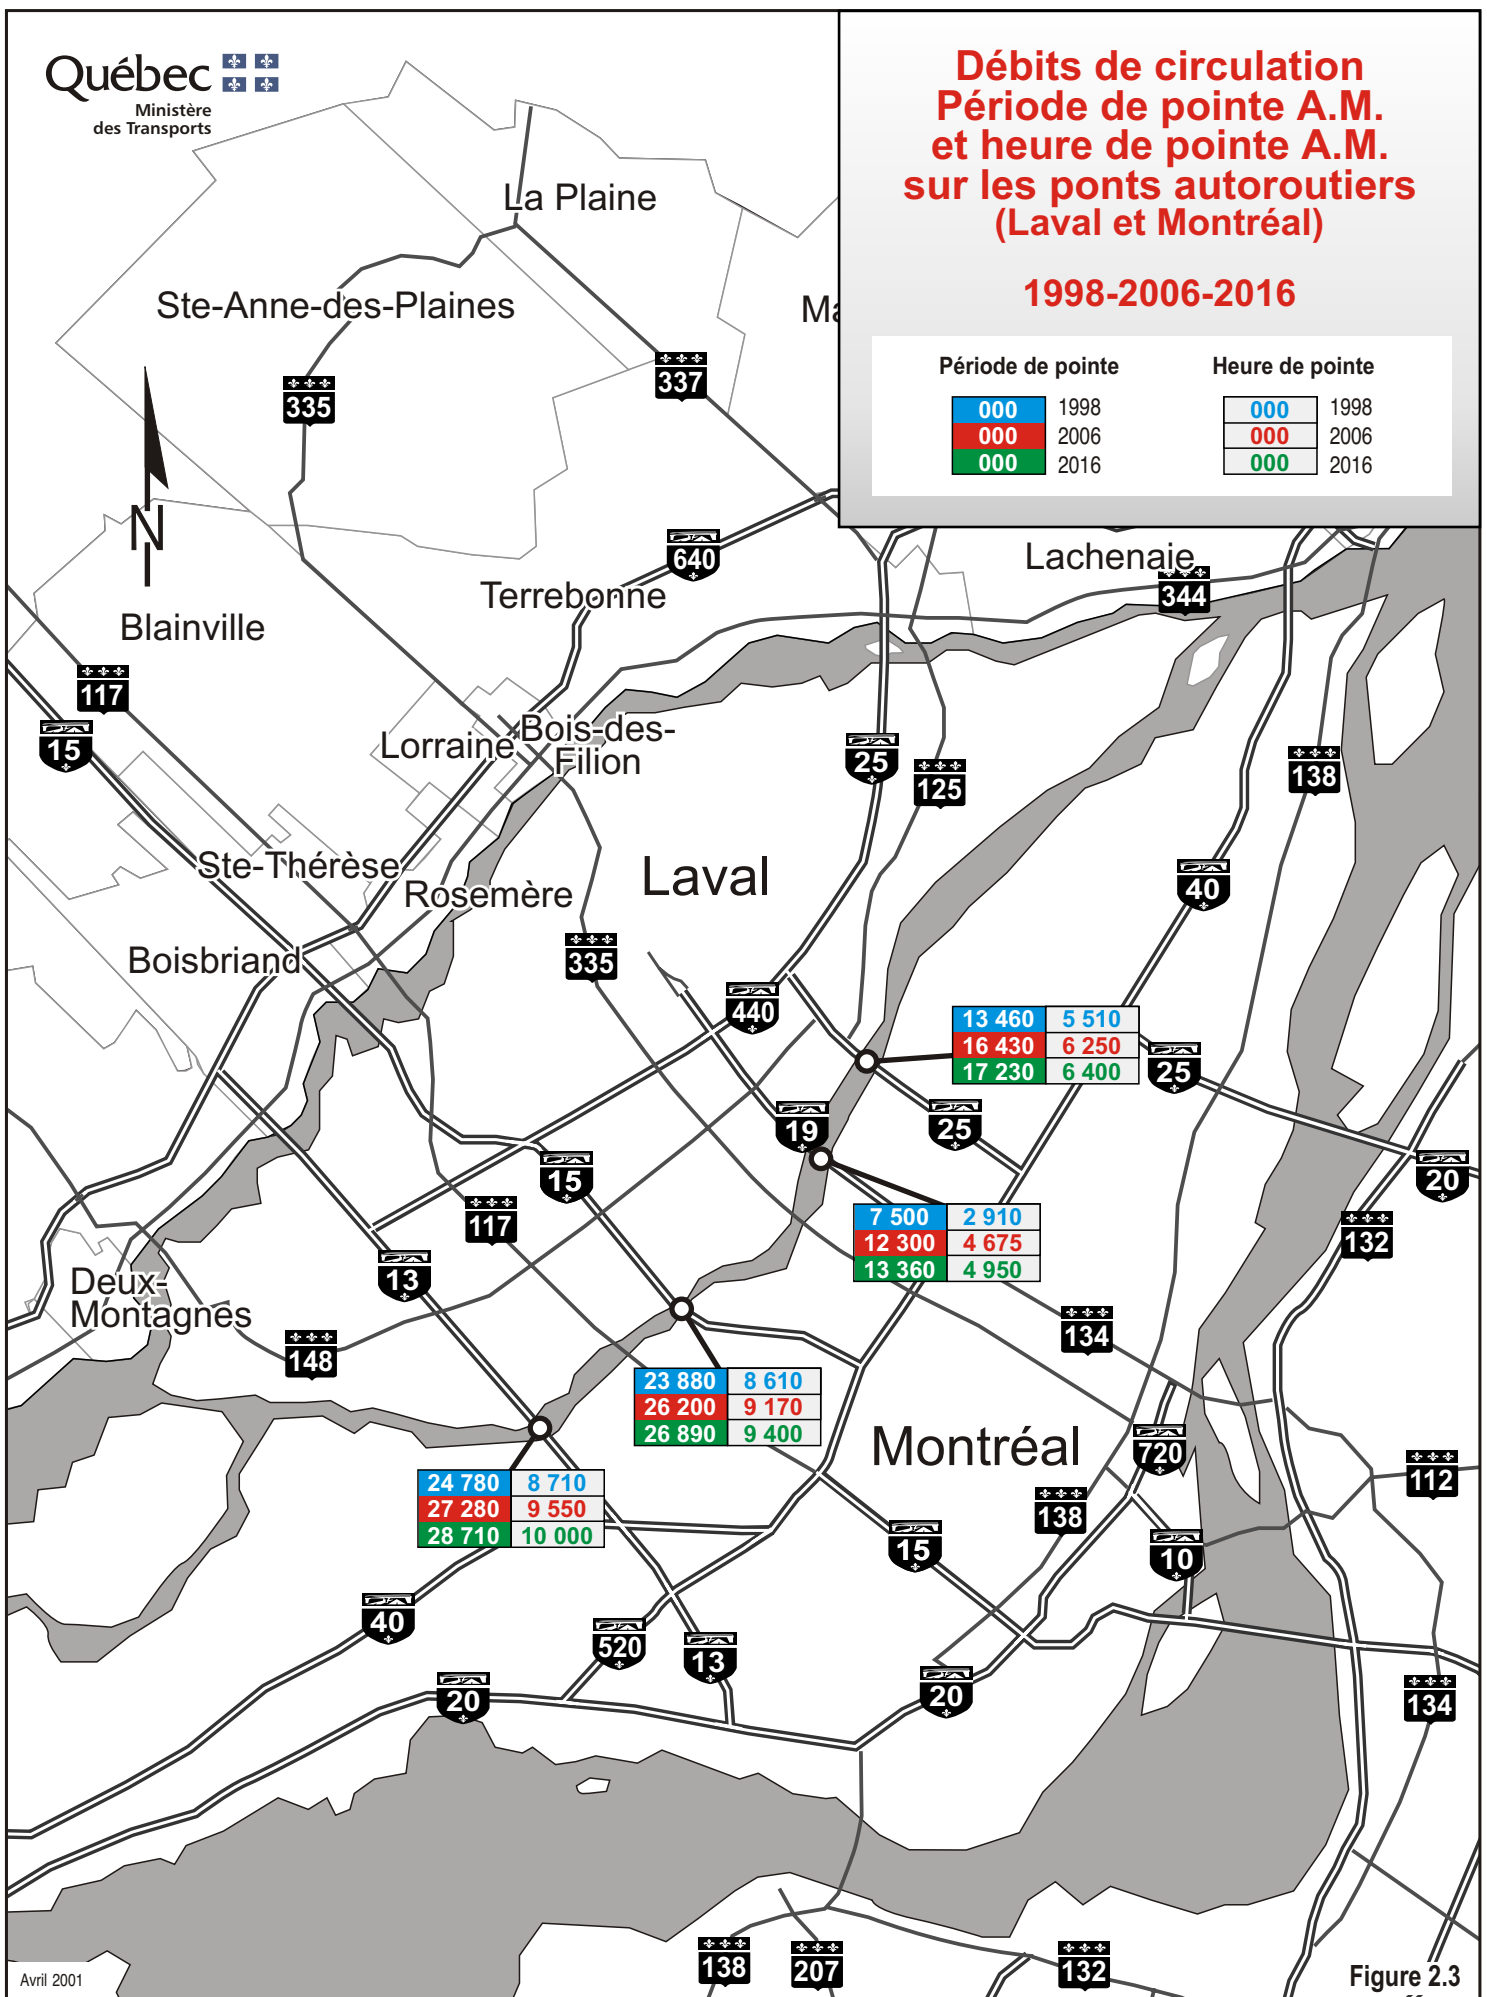 Québec
Ministère
des Transports
Débits de circulation
Période de pointe A.M.
et heure de pointe A.M.
sur les ponts autoroutiers
(Laval et Montréal)
1998-2006-2016
Période de pointe Heure de pointe
000 1998 000 1998
000 2006 000 2006
000 2016 000 2016
La Plaine
Ste-Anne-des-Plaines
Ma
337
335
N
640
Lachenaie
344
Terrebonne
Blainville
117
15
Lorraine
Bois-des-
Filion
25
125
138
Ste-Thérèse
Rosemère
Laval
40
Boisbriand
335
440
13 460 5 510
16 430 6 250
17 230 6 400
25
19
25
15
20
117
7 500 2 910
12 300 4 675
13 360 4 950
132
13
Deux-
Montagnes
148
134
23 880 8 610
26 200 9 170
26 890 9 400
Montréal
720
112
24 780 8 710
27 280 9 550
28 710 10 000
138
15
10
40
520
13
20
20
134
138
207
132
Avril 2001
Figure 2.3